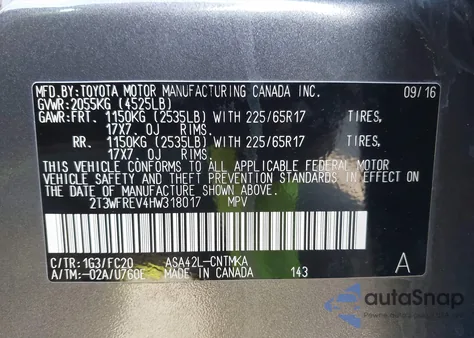 MFD.BY:TOYOTA MOTOR MANUFACTURING CANADA INC. 09/16
GVWR:2055KG (4525LB)
GAWR:FRT. 1150KG (2535LB) WITH 225/65R17 TIRES,
17X7. 0J RIMS.
RR. 1150KG (2535LB) WITH 225/65R17 TIRES,
17X7. 0J RIMS.
THIS VEHICLE CONFORMS TO ALL APPLICABLE FEDERAL MOTOR
VEHICLE SAFETY AND THEFT PREVENTION STANDARDS IN EFFECT
ON THE DATE OF MANUFACTURE SHOWN ABOVE.
2T3WFREV4HW318017 MPV
C/TR:1G3/FC20 ASA42L-CNTMKA
A/TM:-02A/U760E MADE IN CANADA 143 A
autoSnap